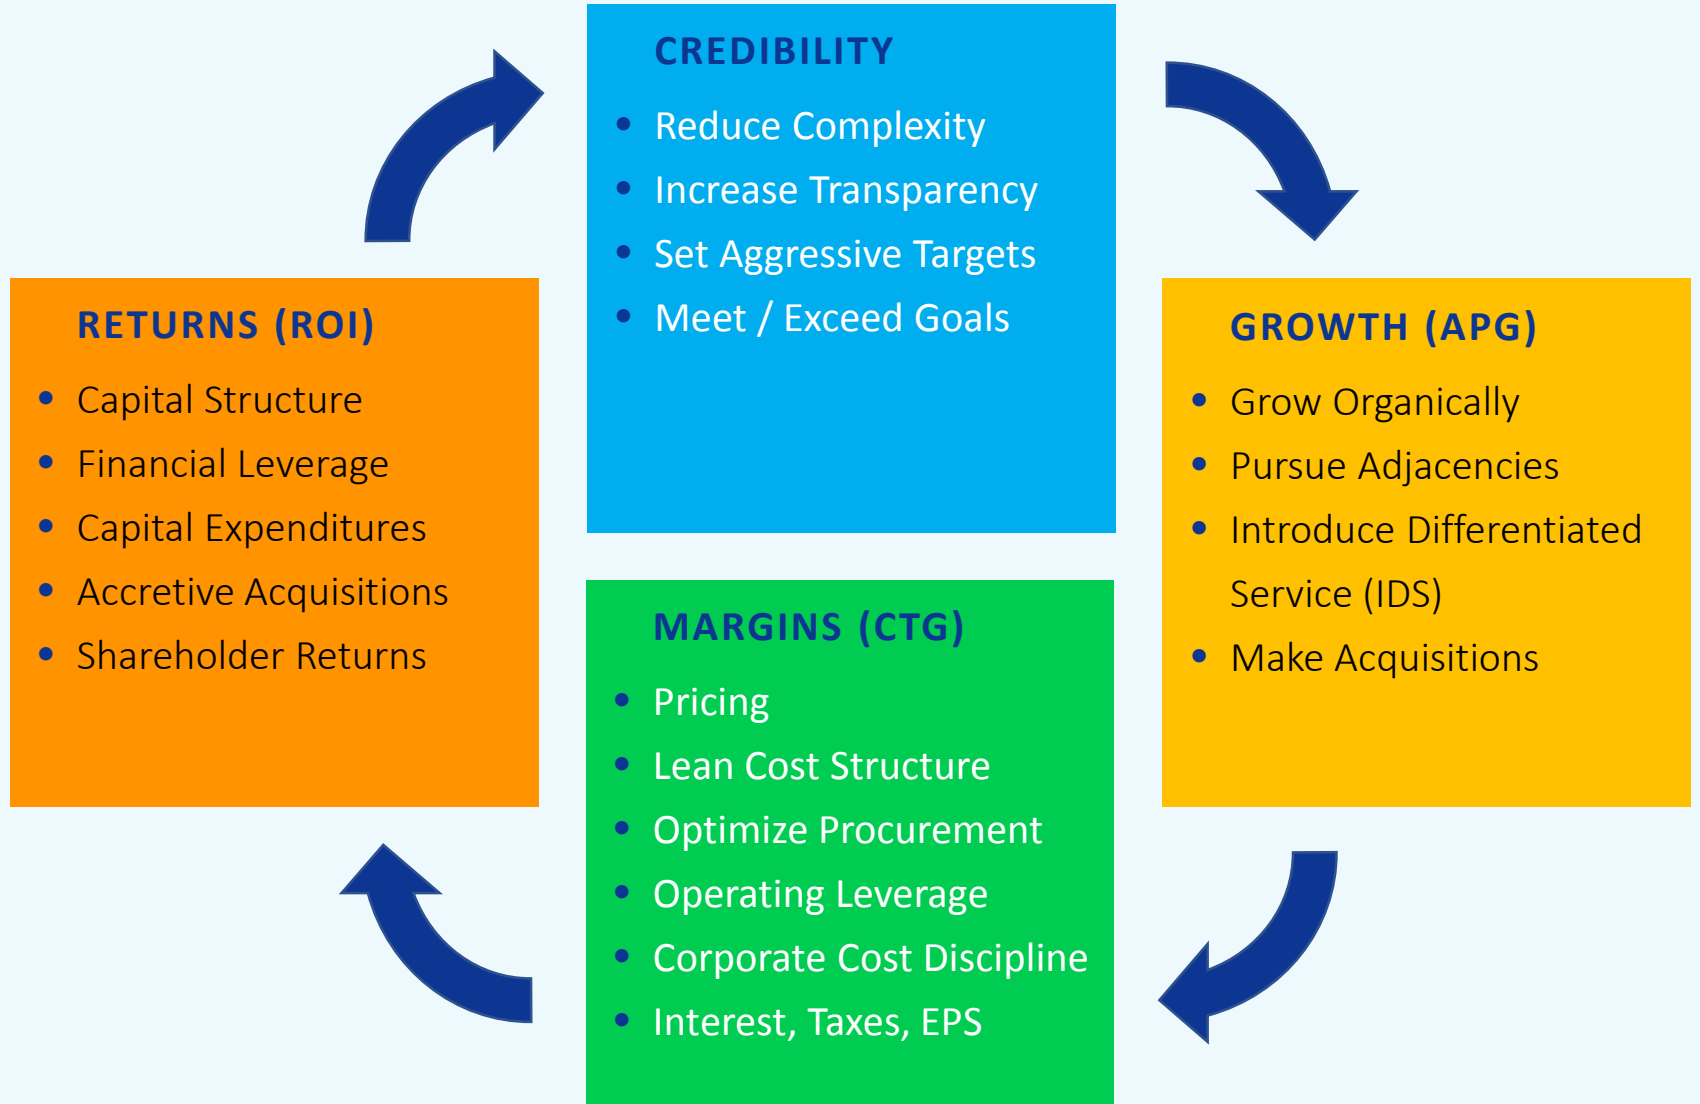 CREDIBILITY
• Reduce Complexity
• Increase Transparency
• Set Aggressive Targets
• Meet / Exceed Goals
RETURNS (ROI)
• Capital Structure
• Financial Leverage
• Capital Expenditures
• Accretive Acquisitions
• Shareholder Returns
GROWTH (APG)
• Grow Organically
• Pursue Adjacencies
• Introduce Differentiated
Service (IDS)
• Make Acquisitions
MARGINS (CTG)
• Pricing
• Lean Cost Structure
• Optimize Procurement
• Operating Leverage
• Corporate Cost Discipline
• Interest, Taxes, EPS